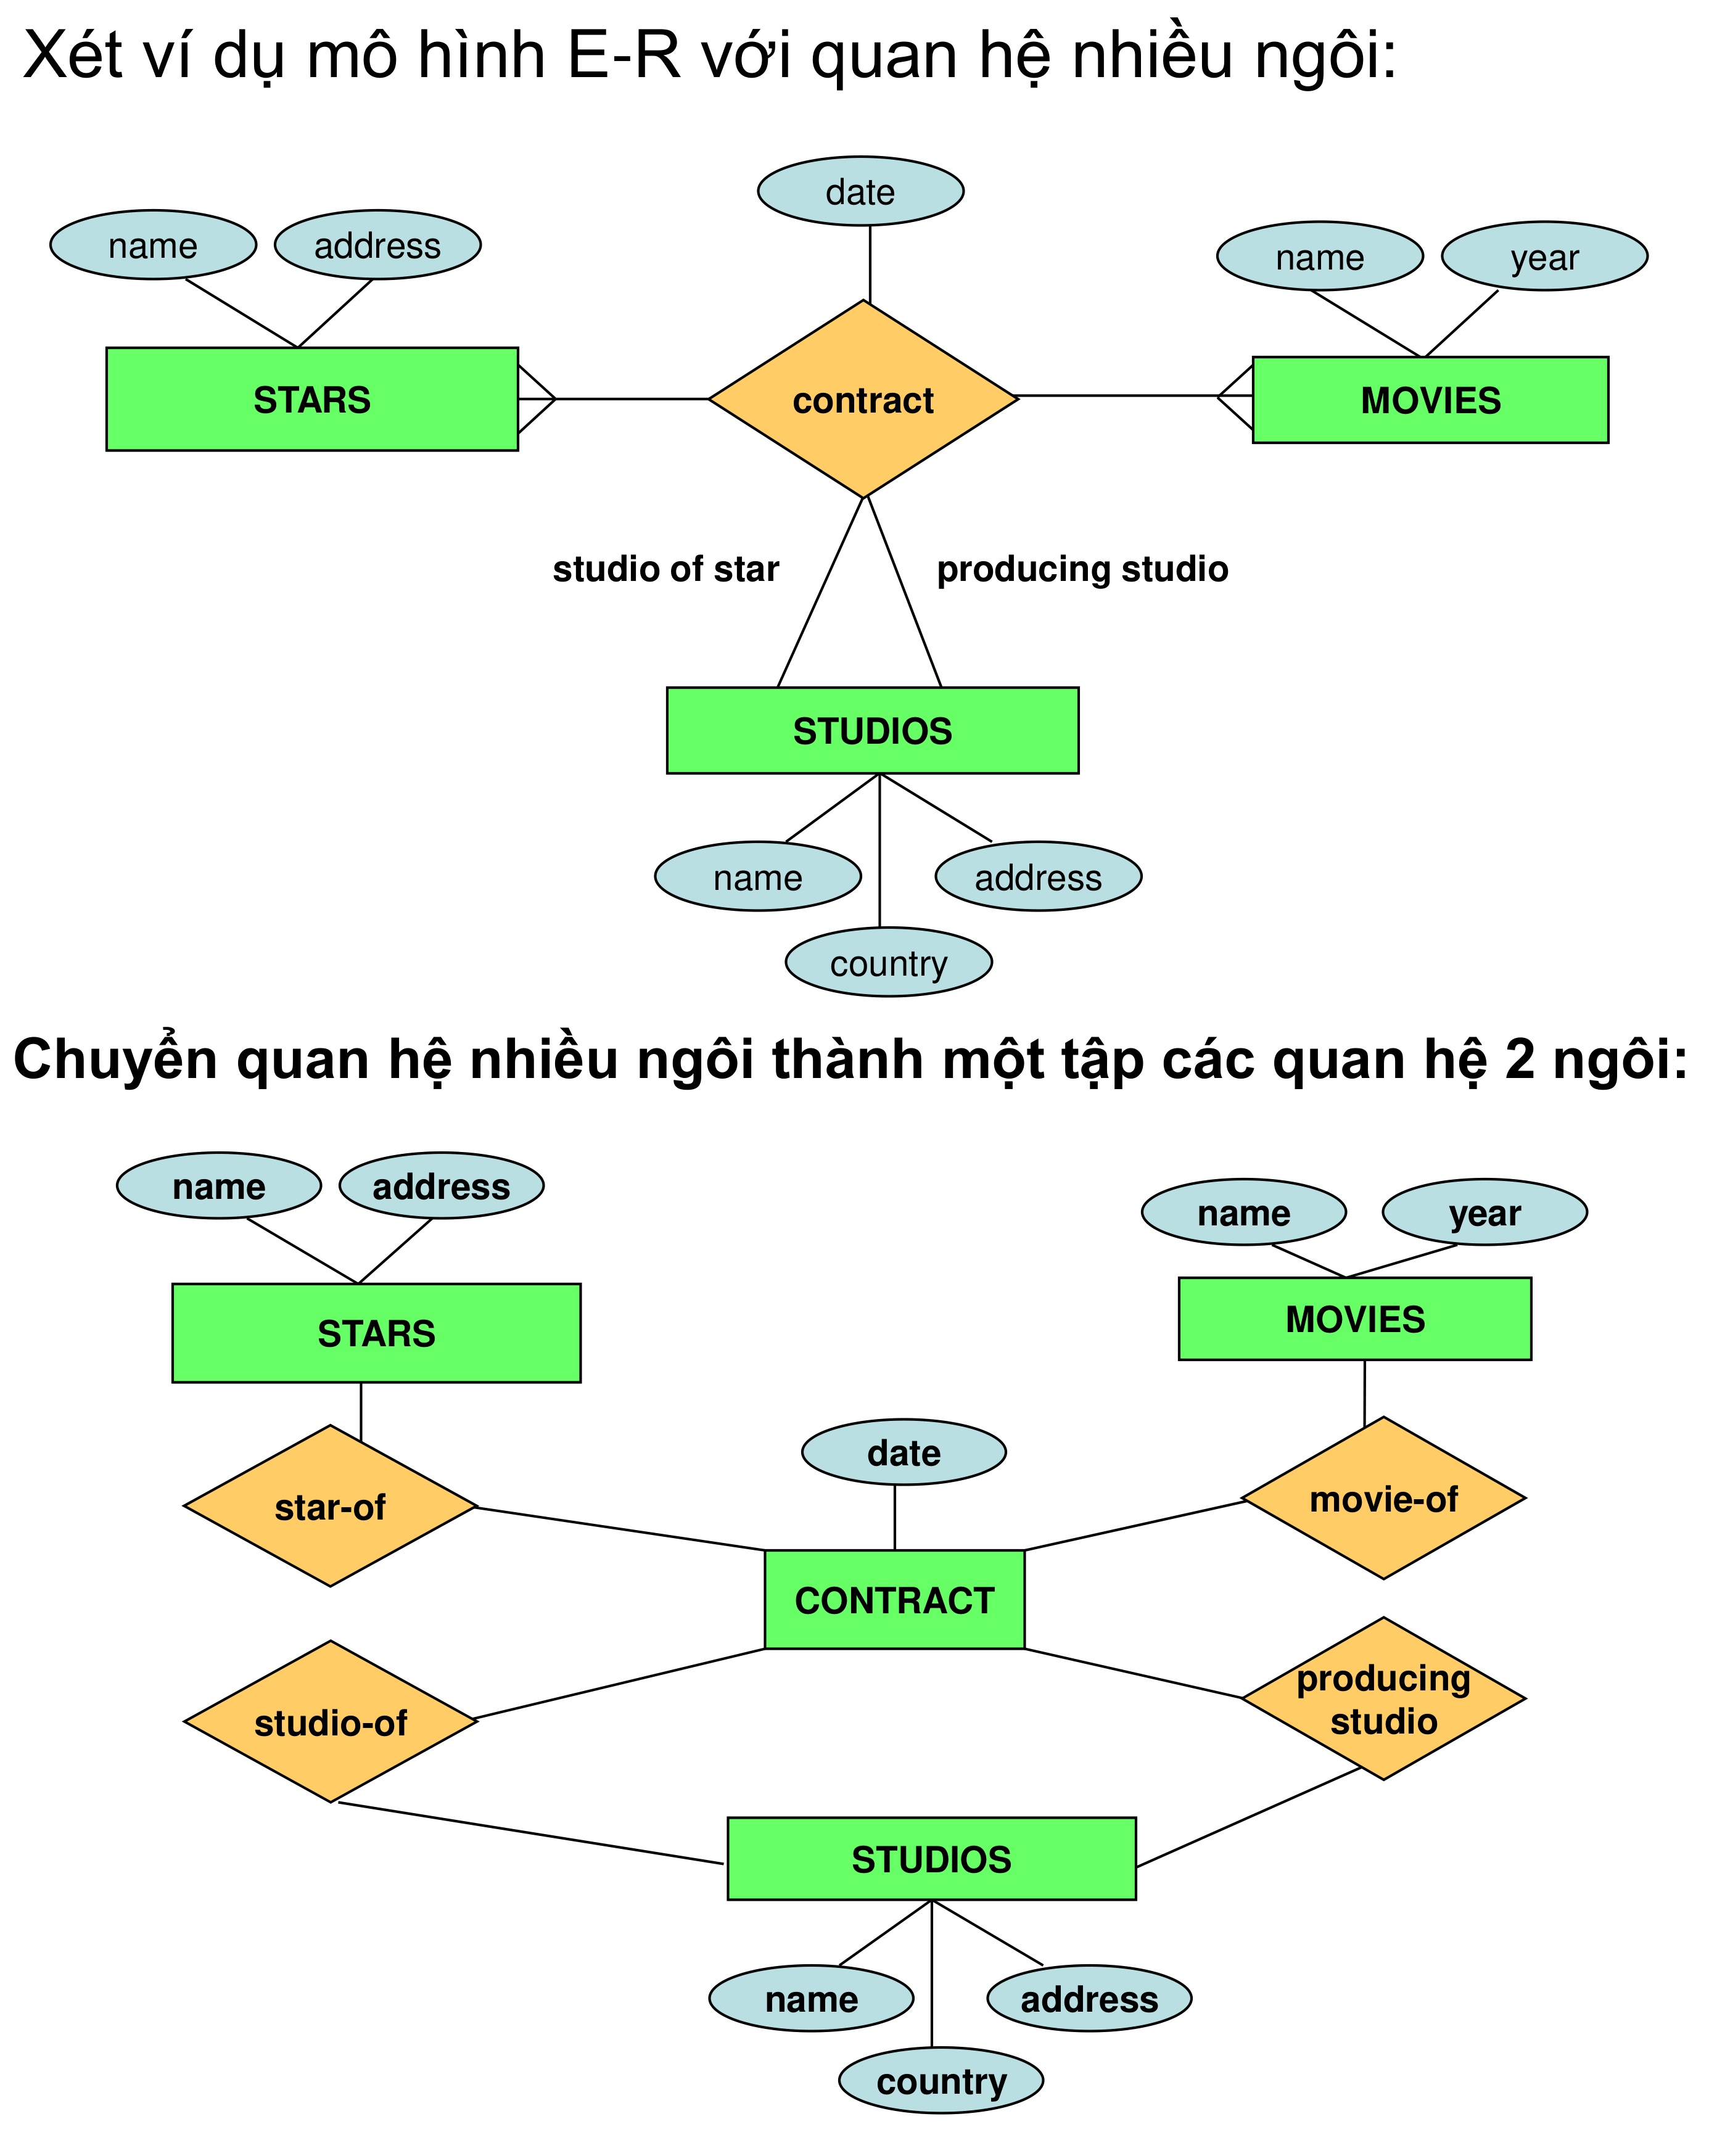 Xét ví dụ mô hình E-R với quan hệ nhiều ngôi:
date
name
address
name
year
STARS
contract
MOVIES
studio of star
producing studio
STUDIOS
name
address
country
Chuyển quan hệ nhiều ngôi thành một tập các quan hệ 2 ngôi:
name
address
name
year
STARS
MOVIES
date
star-of
movie-of
CONTRACT
studio-of
producing
studio
STUDIOS
name
address
country